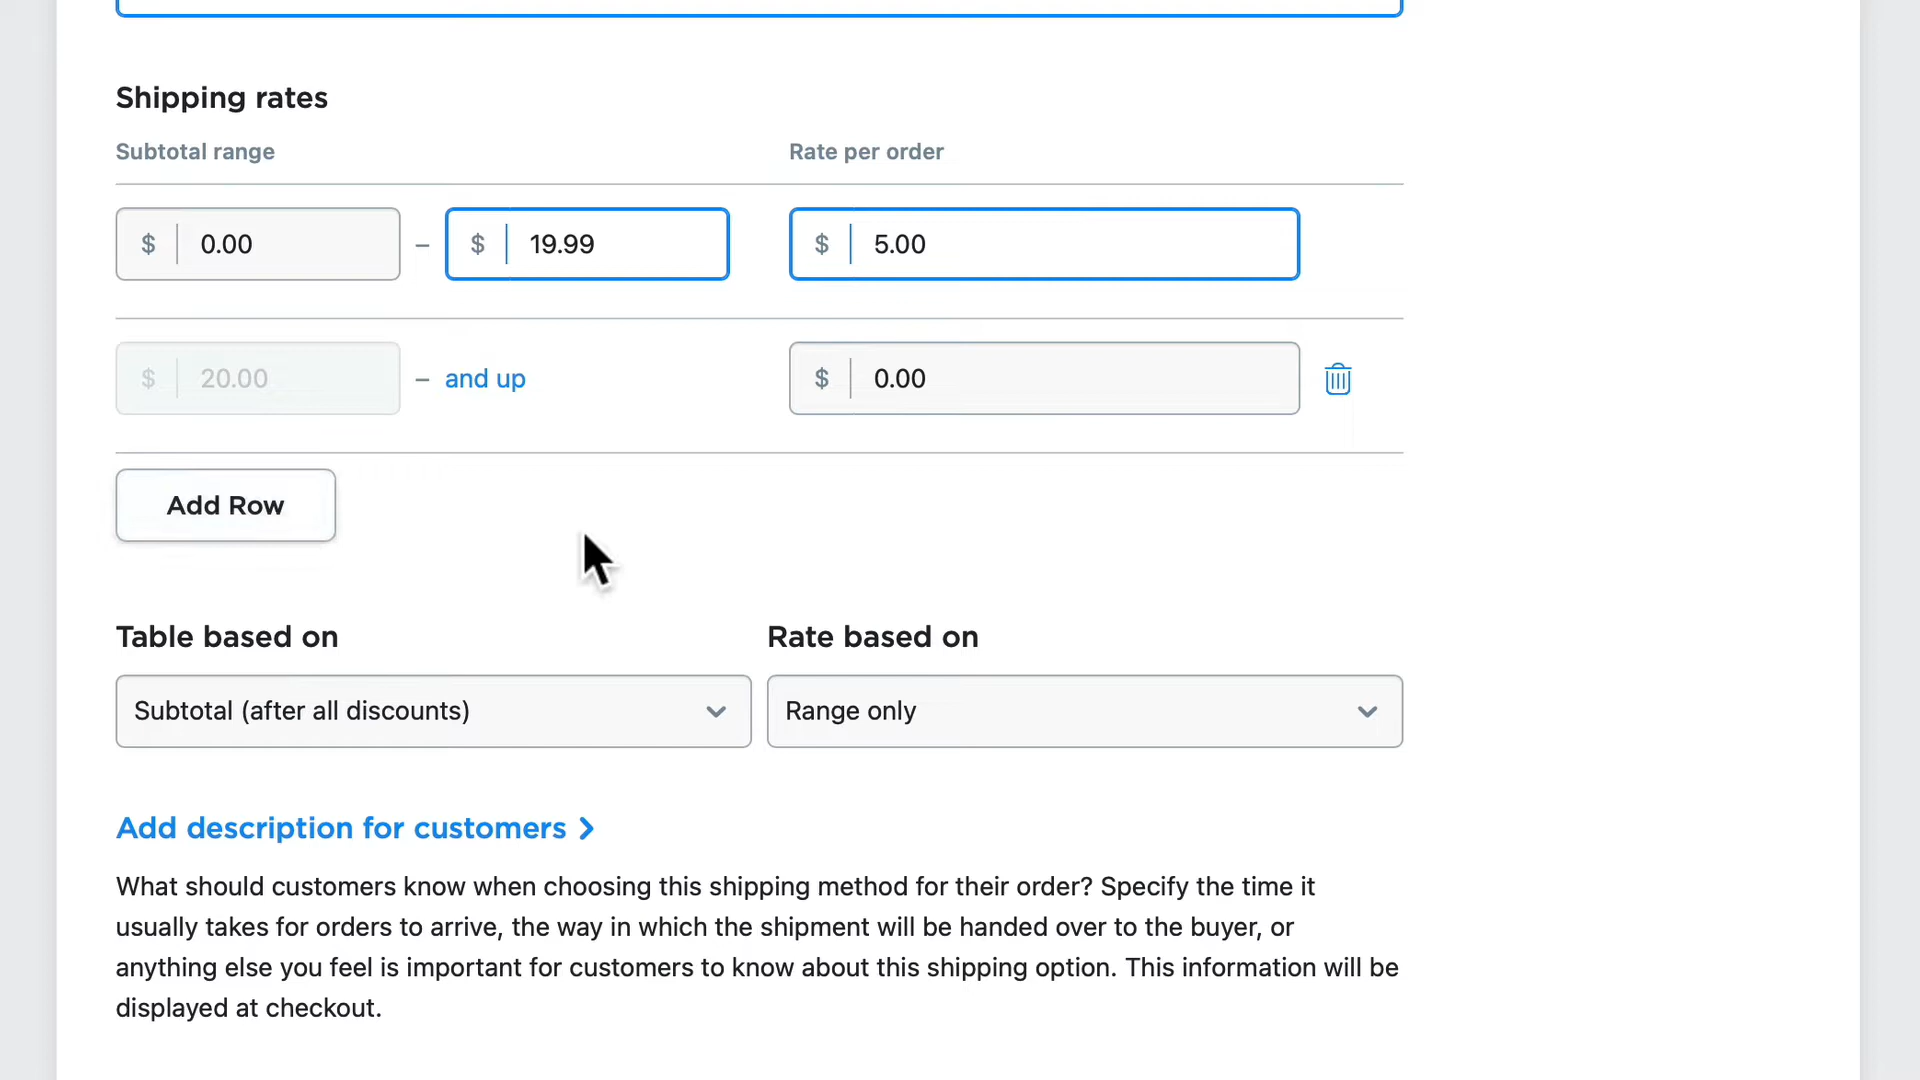 Shipping rates
Subtotal range
Rate per order
$ 0.00 – $ 19.99 $ 5.00
$ 20.00 – and up $ 0.00
Add Row
Table based on
Rate based on
Subtotal (after all discounts)
Range only
Add description for customers
What should customers know when choosing this shipping method for their order? Specify the time it
usually takes for orders to arrive, the way in which the shipment will be handed over to the buyer, or
anything else you feel is important for customers to know about this shipping option. This information will be
displayed at checkout.